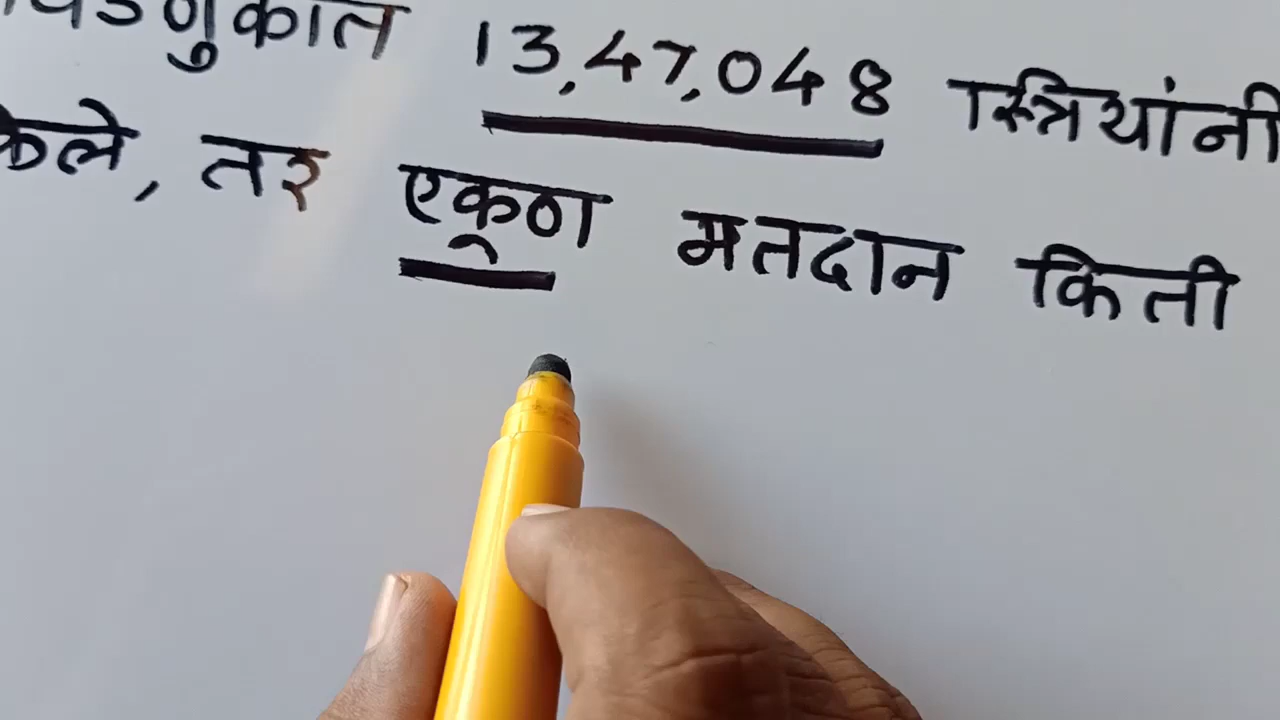 13,47,048 स्त्रियांनी
केले, तर एकूण मतदान किती